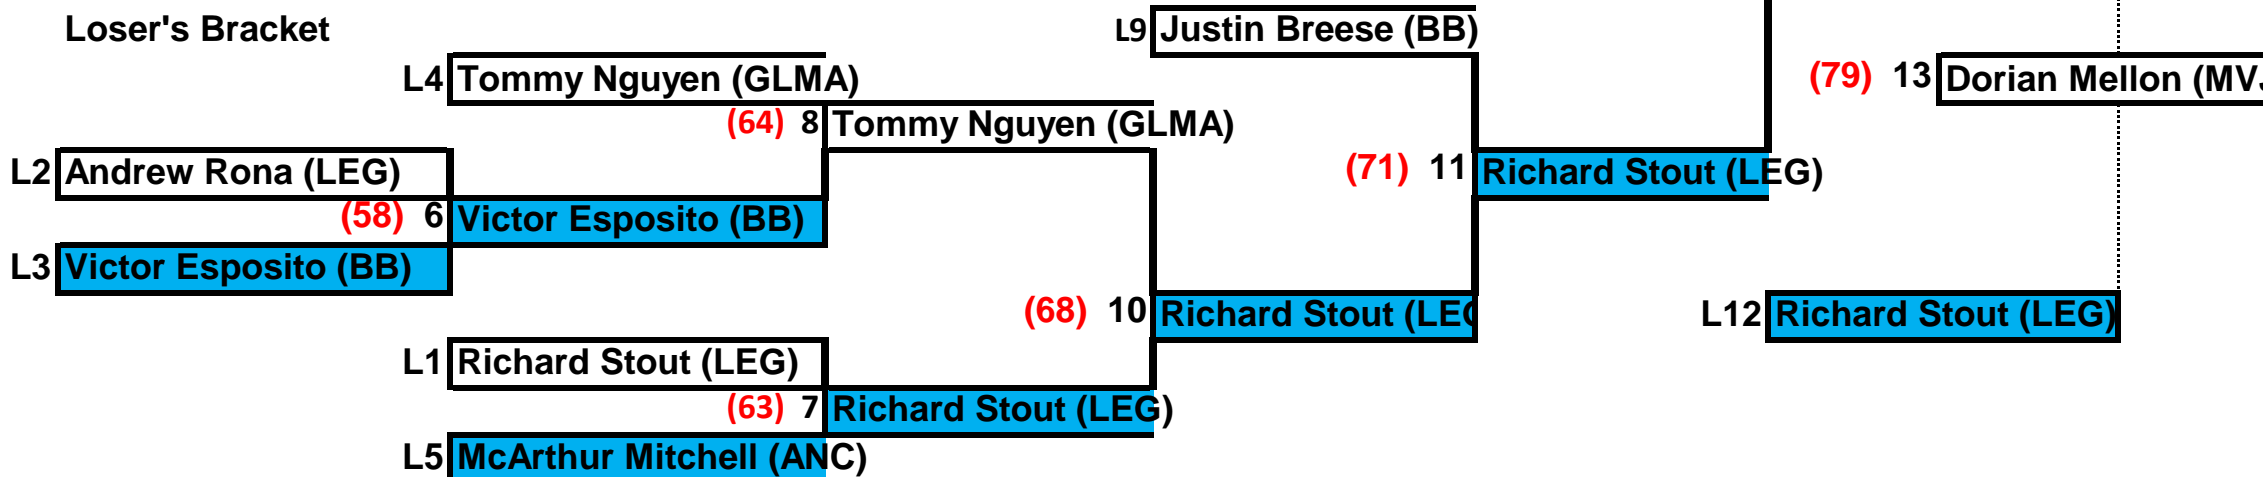 Loser's Bracket
L9 Justin Breese (BB)
L4 Tommy Nguyen (GLMA)
(79) 13 Dorian Mellon (MV
(64) 8 Tommy Nguyen (GLMA)
L2 Andrew Rona (LEG)
(71) 11 Richard Stout (LEG)
(58) 6 Victor Esposito (BB)
L3 Victor Esposito (BB)
(68) 10 Richard Stout (LEG
L12 Richard Stout (LEG)
L1 Richard Stout (LEG)
(63) 7 Richard Stout (LEG)
L5 McArthur Mitchell (ANC)